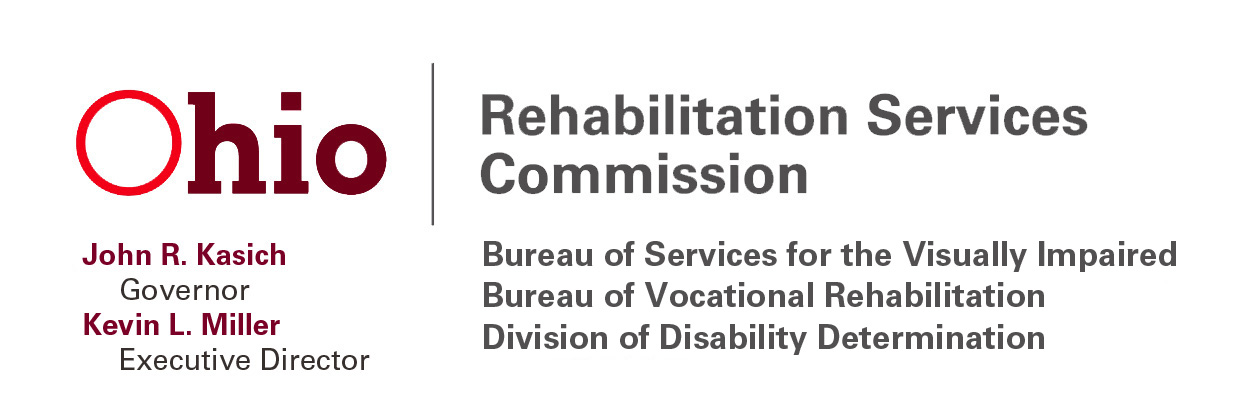 Ohio
Rehabilitation Services
Commission
John R. Kasich
Governor
Kevin L. Miller
Executive Director
Bureau of Services for the Visually Impaired
Bureau of Vocational Rehabilitation
Division of Disability Determination